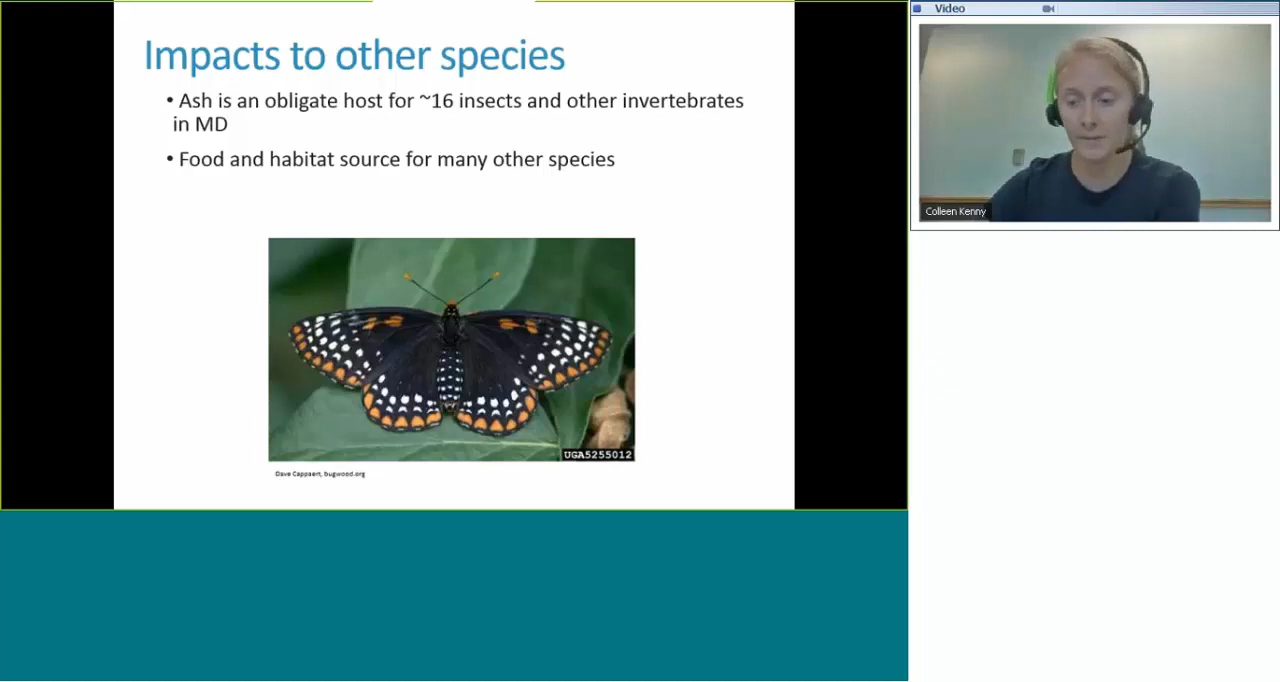 Impacts to other species
• Ash is an obligate host for ~16 insects and other invertebrates
in MD
• Food and habitat source for many other species
UGA5255012
Dave Cappaert, bugwood.org
Video
Colleen Kenny